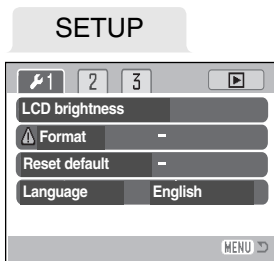 SETUP
1 2 3
LCD brightness
Format –
Reset default –
Language English
MENU